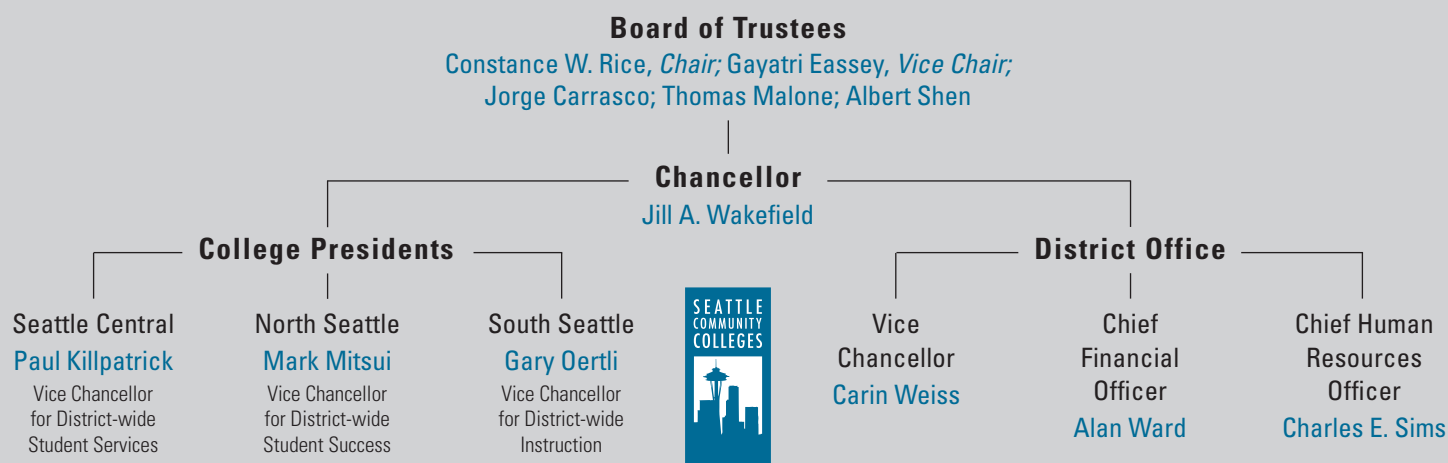 Board of Trustees
Constance W. Rice, Chair; Gayatri Eassey, Vice Chair;
Jorge Carrasco; Thomas Malone; Albert Shen
Chancellor
Jill A. Wakefield
College Presidents
Seattle Central
Paul Killpatrick
Vice Chancellor
for District-wide
Student Services
North Seattle
Mark Mitsui
Vice Chancellor
for District-wide
Student Success
South Seattle
Gary Oertli
Vice Chancellor
for District-wide
Instruction
SEATTLE
COMMUNITY
COLLEGES
District Office
Vice
Chancellor
Carin Weiss
Chief
Financial
Officer
Alan Ward
Chief Human
Resources
Officer
Charles E. Sims